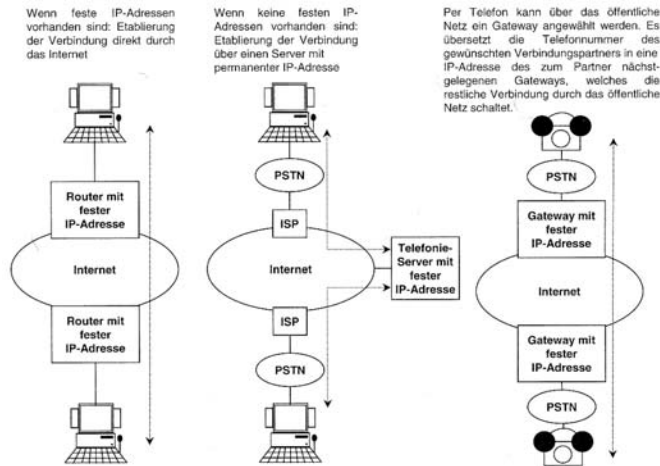 Wenn feste IP-Adressen
vorhanden sind: Etablierung
der Verbindung direkt durch
das Internet
Router mit
fester
IP-Adresse
Internet
Router mit
fester
IP-Adresse
Wenn keine festen IP-
Adressen vorhanden sind:
Etablierung der Verbindung
über einen Server mit
permanenter IP-Adresse
PSTN
ISP
Internet
Telefonie-
Server mit
fester
IP-Adresse
ISP
PSTN
Per Telefon kann über das öffentliche
Netz ein Gateway angewählt werden. Es
übersetzt die Telefonnummer des
gewünschten Verbindungspartners in eine
IP-Adresse des zum Partner nächst-
gelegenen Gateways, welches die
restliche Verbindung durch das öffentliche
Netz schaltet.
PSTN
Gateway mit
fester
IP-Adresse
Internet
Gateway mit
fester
IP-Adresse
PSTN